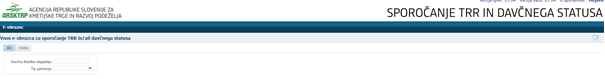 AGENCIJA REPUBLIKE SLOVENIJE ZA
KMETIJSKE TRGE IN RAZVOJ PODEŽELJA
ARSKTRP
SPOROČANJE TRR IN DAVČNEGA STATUSA
E-obrazec
Vnos e-obrazca za sporočanje TRR in/ali davčnega statusa
Davčna številka vlagatelja:
Tip partnerja: